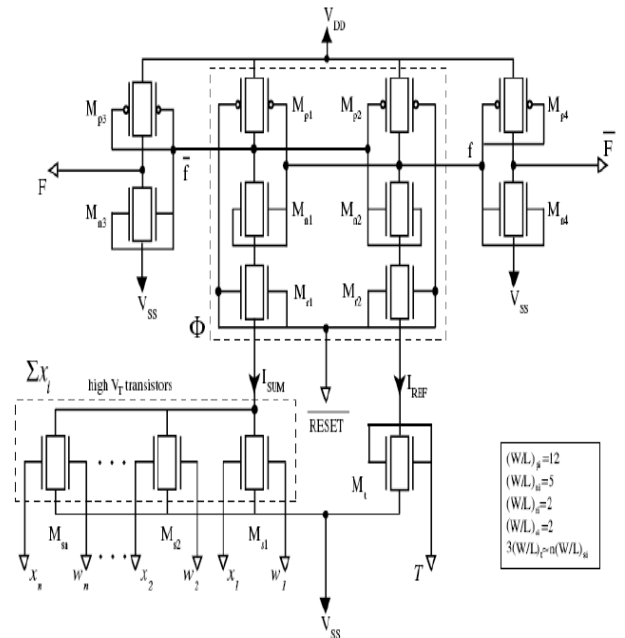 V_DD
M_p3
M_p1
M_p2
M_p4
f̄
f
F
F̄
M_n3
M_n1
M_n2
M_n4
M_r1
M_r2
V_SS
V_SS
Φ
Σx_i
high V_T transistors
I_SUM
I_REF
RESET
M_sn
M_s2
M_s1
M_t
x_n w_n x_2 w_2 x_1 w_1 T
V_SS
(W/L)_pi=12
(W/L)_ni=5
(W/L)_ri=2
(W/L)_si=2
3(W/L)_t≈n(W/L)_si